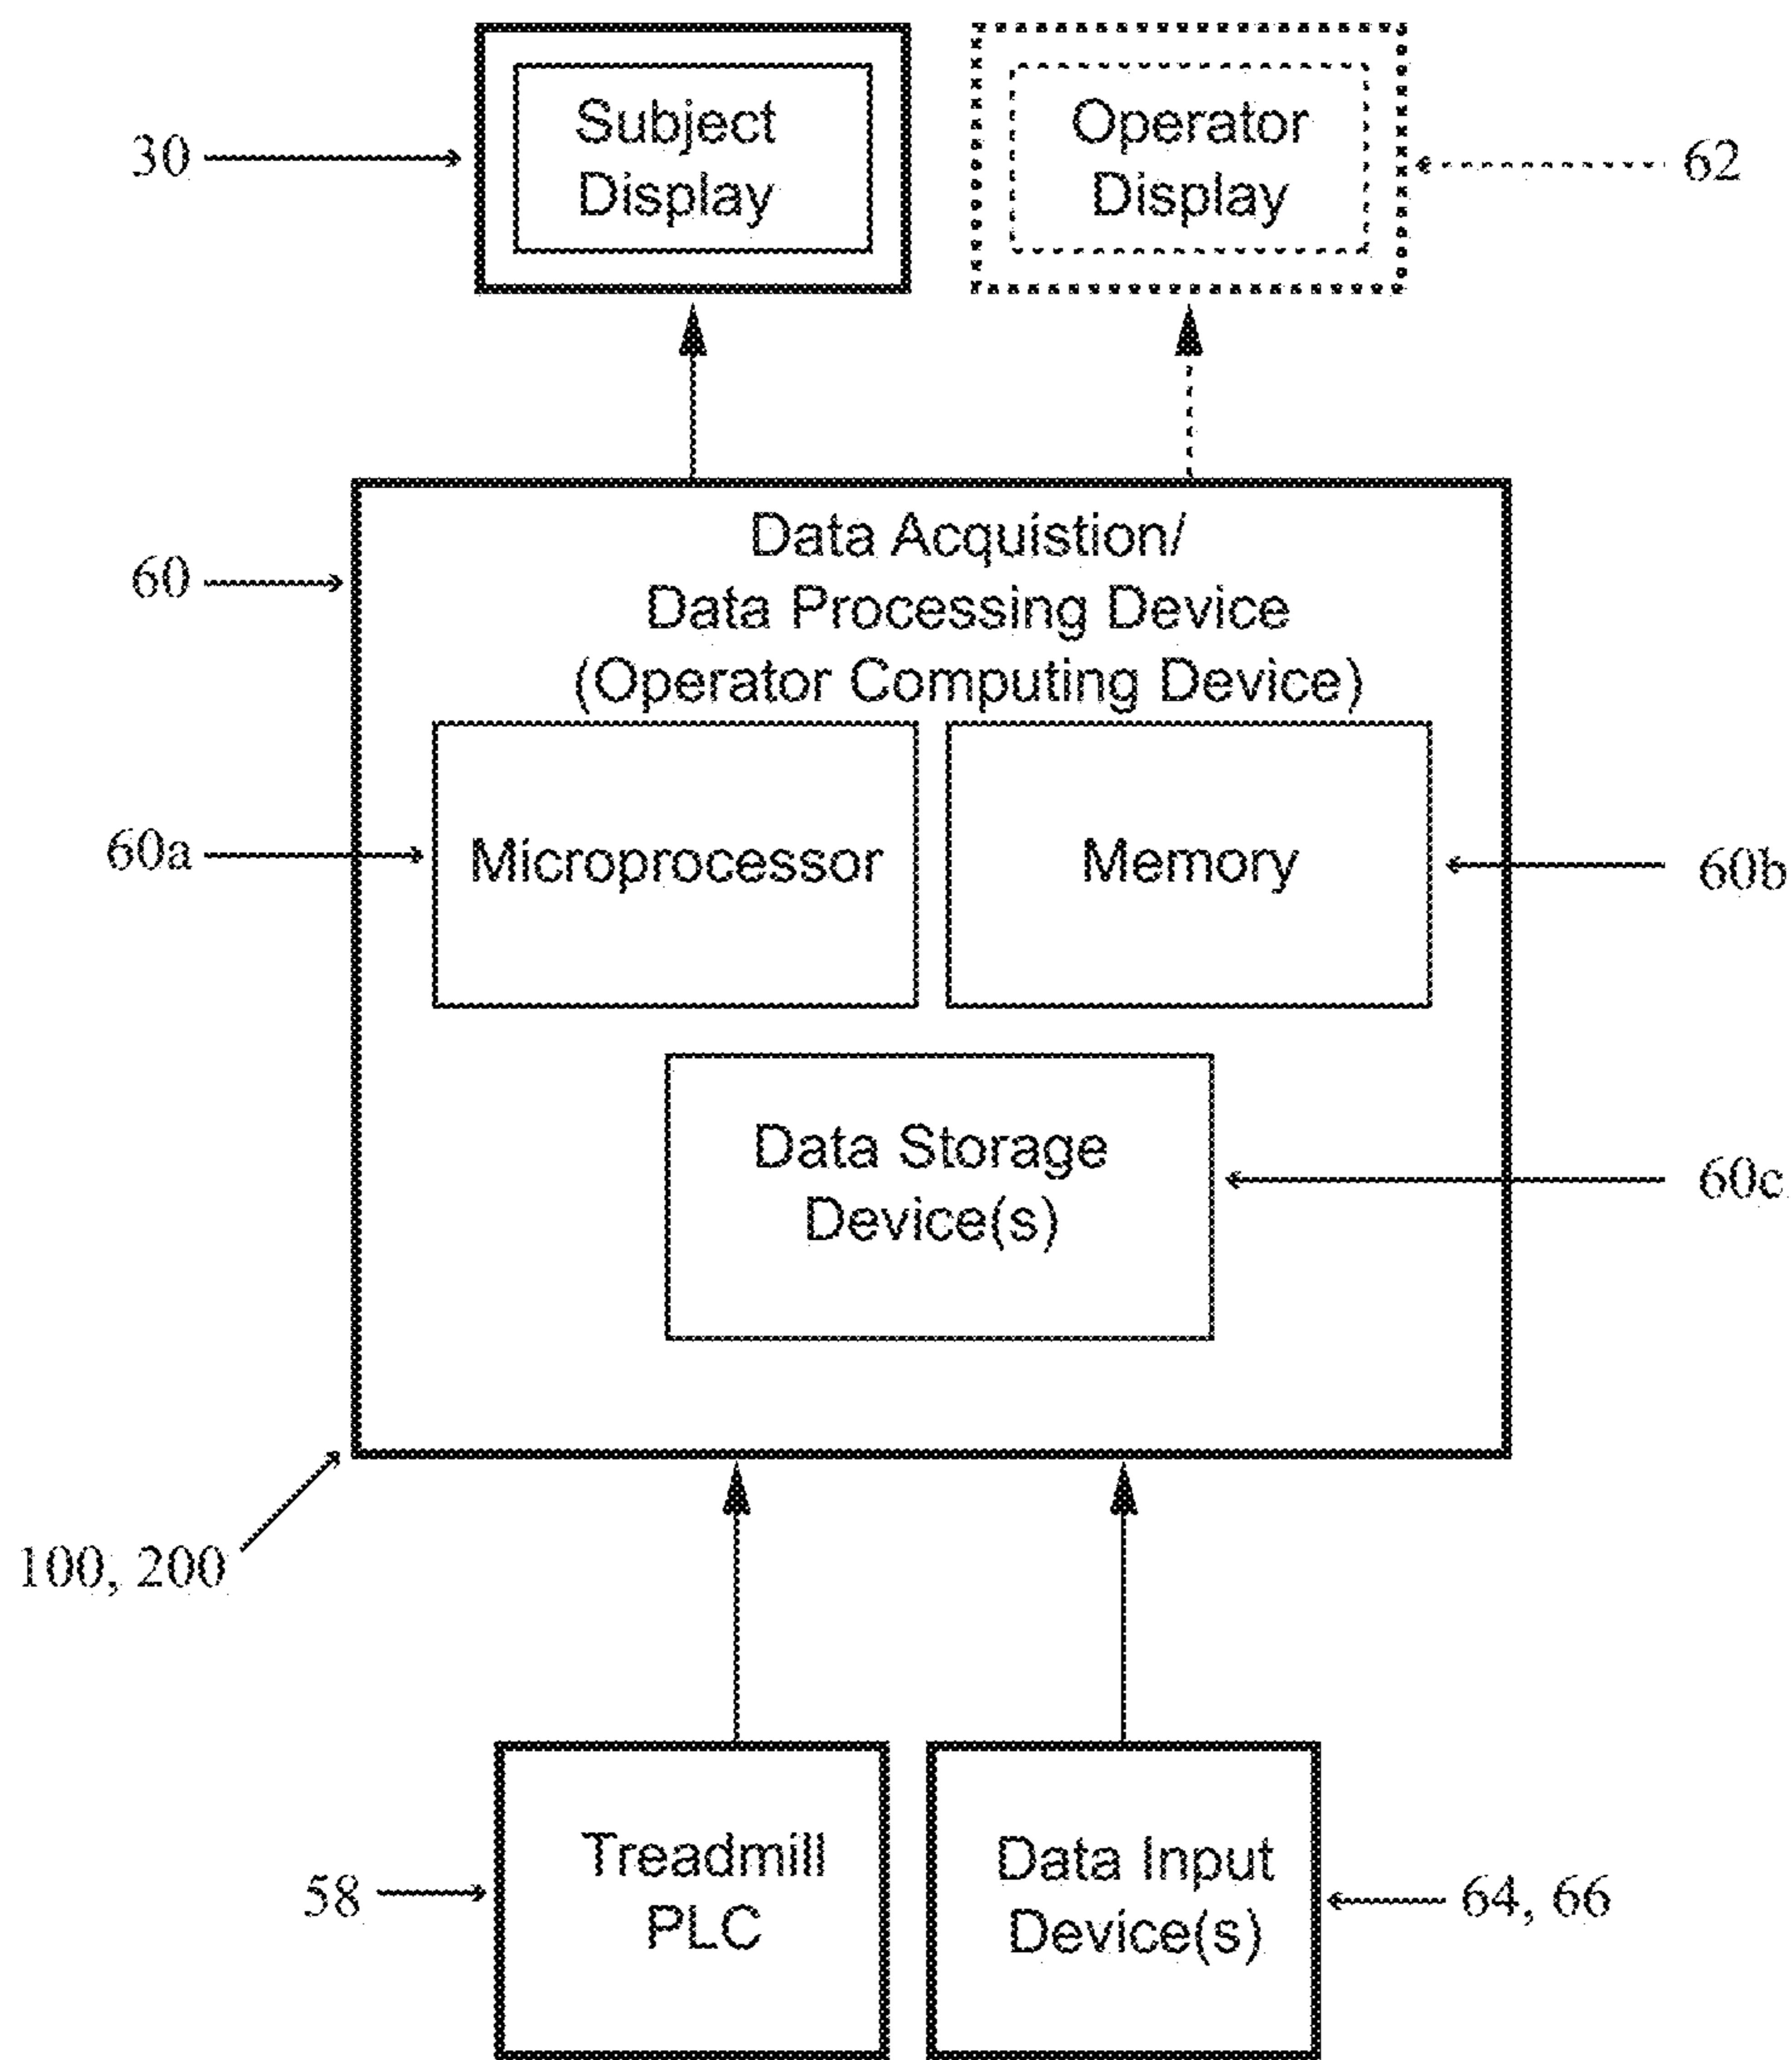 Subject
Display
Operator
Display
30
62
Data Acquistion/
Data Processing Device
(Operator Computing Device)
60
Microprocessor
Memory
60a
60b
Data Storage
Device(s)
60c
100, 200
Treadmill
PLC
Data Input
Device(s)
58
64, 66